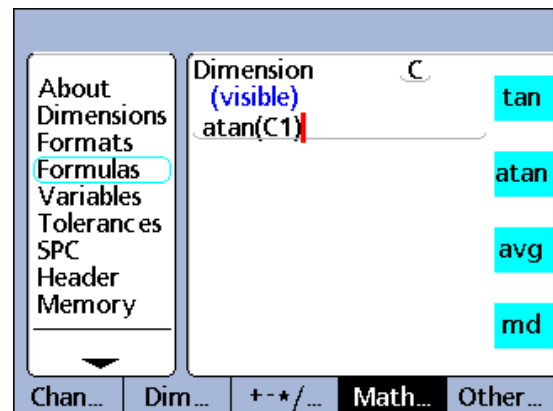 About
Dimensions
Formats
Formulas
Variables
Tolerances
SPC
Header
Memory
Dimension C
(visible)
atan(C1)
tan
atan
avg
md
Chan... Dim... +-*/... Math... Other...